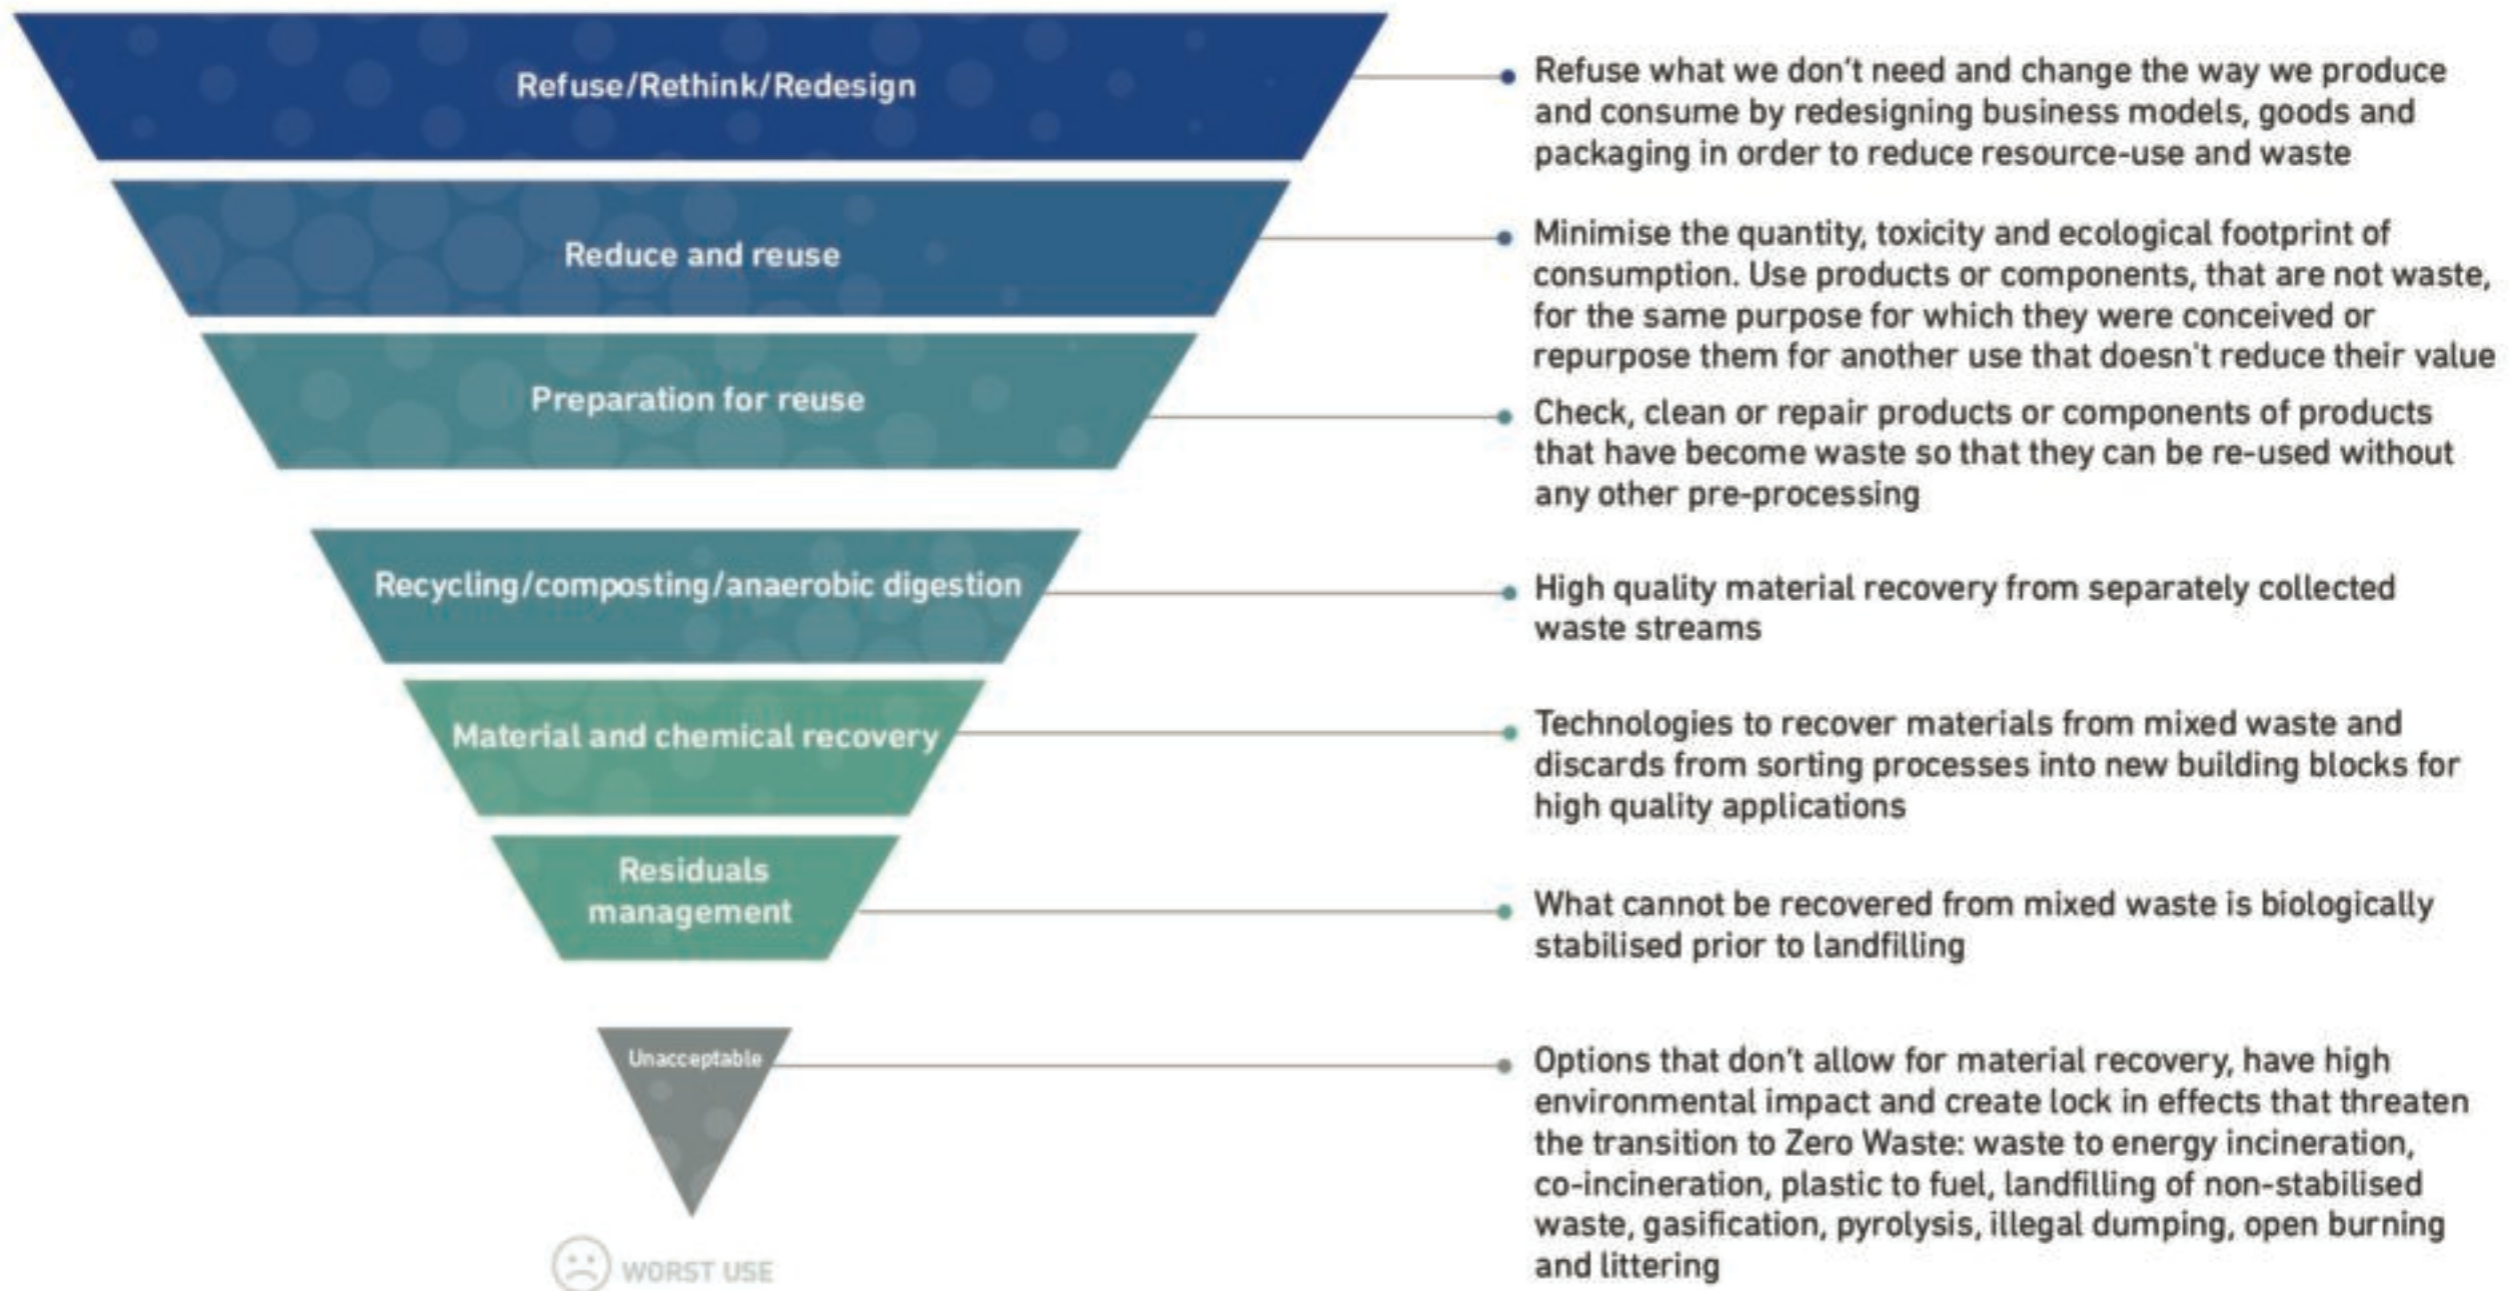 Refuse/Rethink/Redesign
Refuse what we don't need and change the way we produce
and consume by redesigning business models, goods and
packaging in order to reduce resource-use and waste
Reduce and reuse
Minimise the quantity, toxicity and ecological footprint of
consumption. Use products or components, that are not waste,
for the same purpose for which they were conceived or
repurpose them for another use that doesn't reduce their value
Preparation for reuse
Check, clean or repair products or components of products
that have become waste so that they can be re-used without
any other pre-processing
Recycling/composting/anaerobic digestion
High quality material recovery from separately collected
waste streams
Material and chemical recovery
Technologies to recover materials from mixed waste and
discards from sorting processes into new building blocks for
high quality applications
Residuals
management
What cannot be recovered from mixed waste is biologically
stabilised prior to landfilling
Unacceptable
Options that don't allow for material recovery, have high
environmental impact and create lock in effects that threaten
the transition to Zero Waste: waste to energy incineration,
co-incineration, plastic to fuel, landfilling of non-stabilised
waste, gasification, pyrolysis, illegal dumping, open burning
and littering
WORST USE